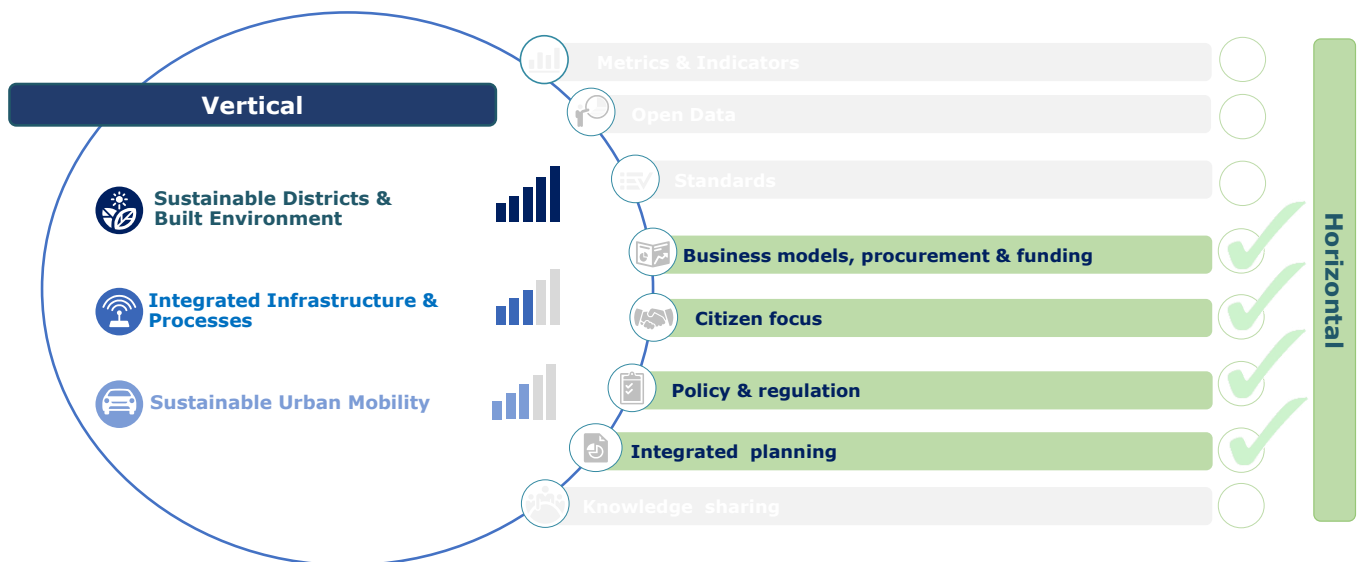 Vertical
Sustainable Districts &
Built Environment
Integrated Infrastructure &
Processes
Sustainable Urban Mobility
Metrics & Indicators
Open Data
Standards
Business models, procurement & funding
Citizen focus
Policy & regulation
Integrated planning
Knowledge sharing
Horizontal